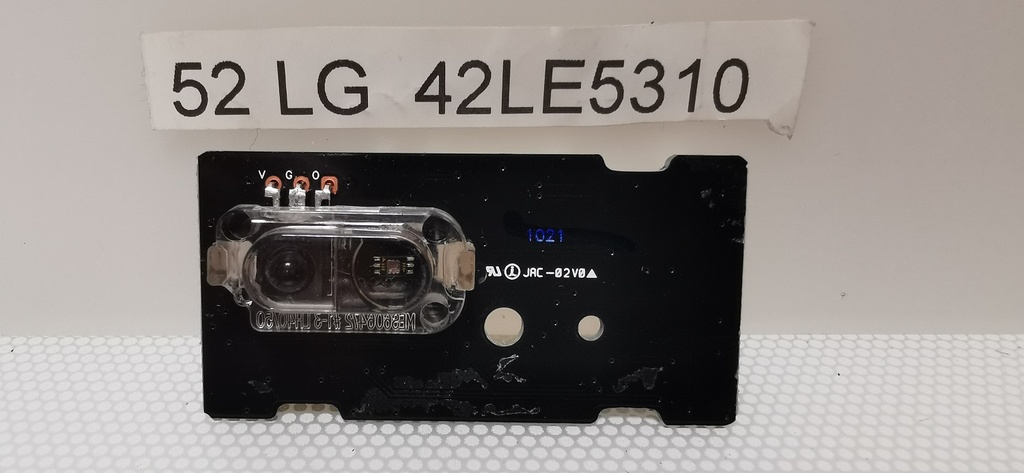 52 LG 42LE5310
V G O
1021
JAC-02V0▲